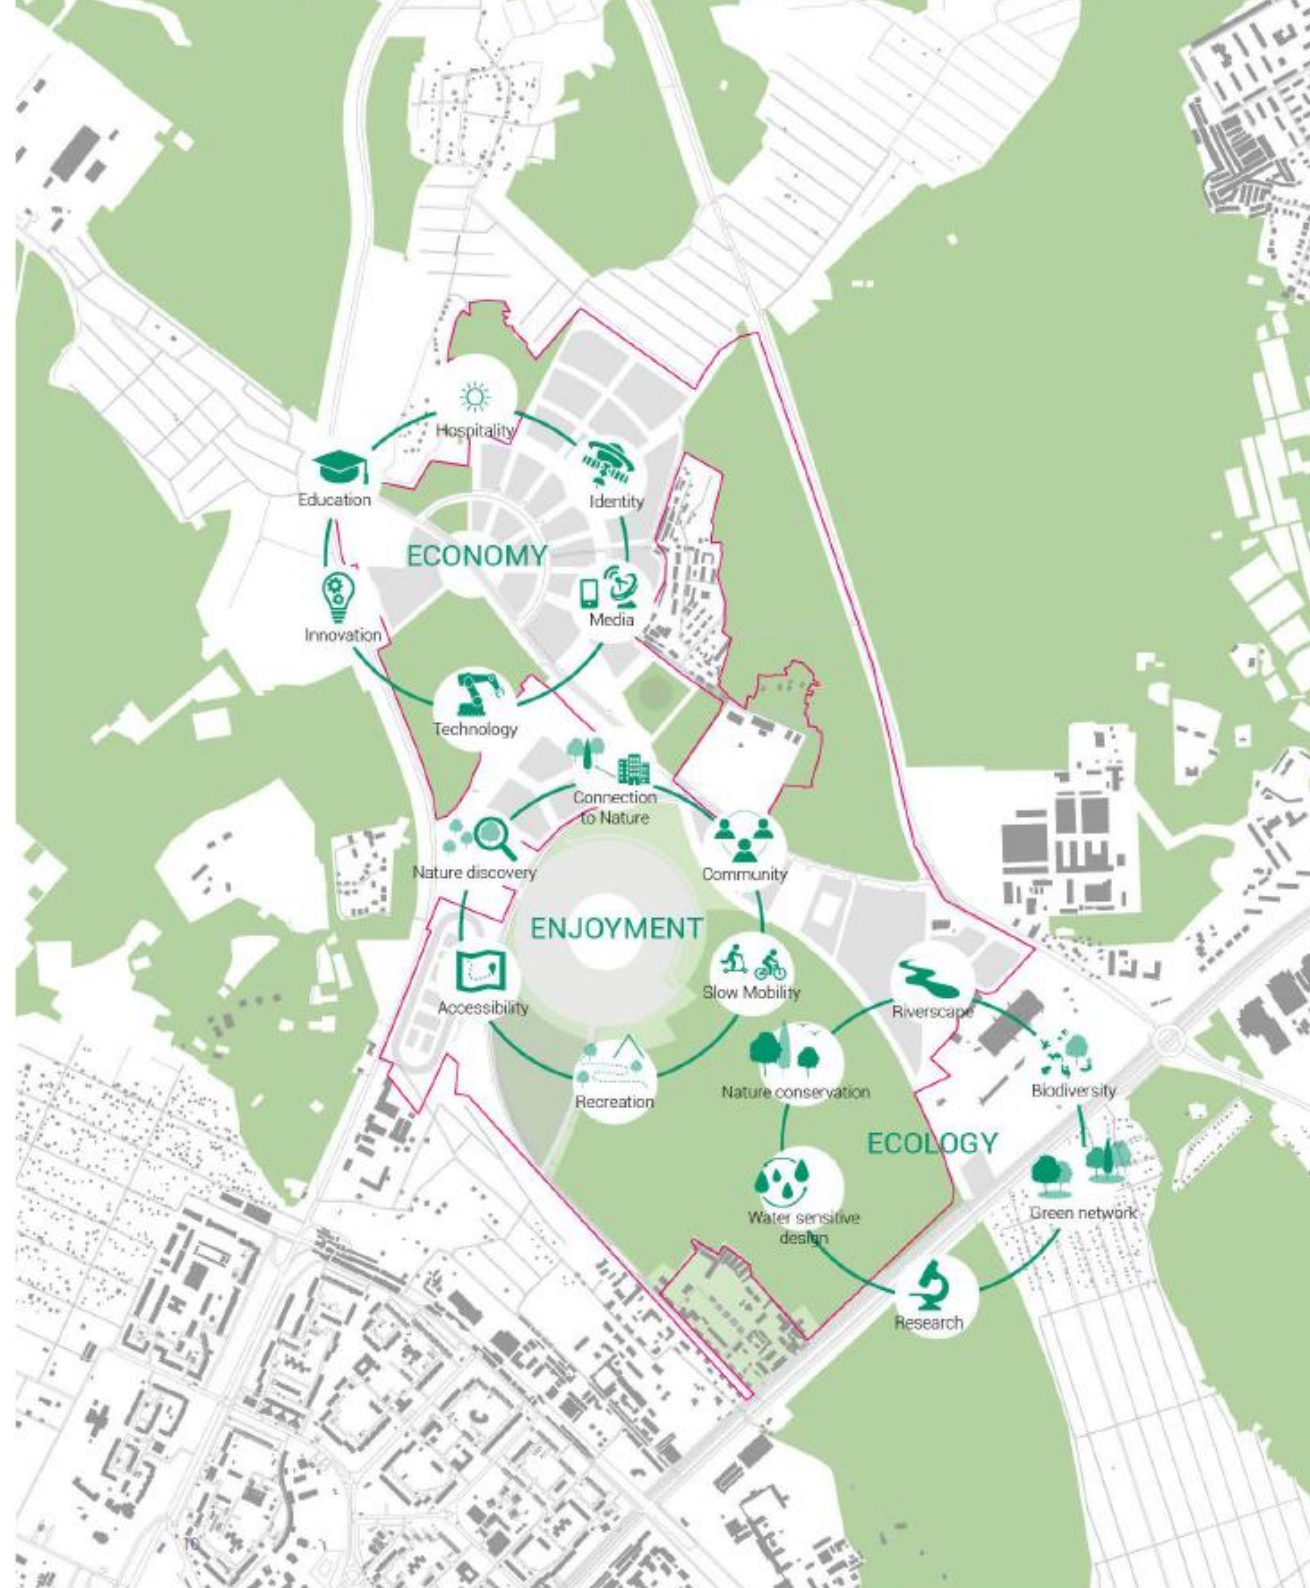 Hospitality
Education
Identity
ECONOMY
Media
Innovation
Technology
Connection
to Nature
Nature discovery
Community
ENJOYMENT
Accessibility
Slow Mobility
Recreation
Riverscape
Nature conservation
Biodiversity
ECOLOGY
Water sensitive
design
Green network
Research
10